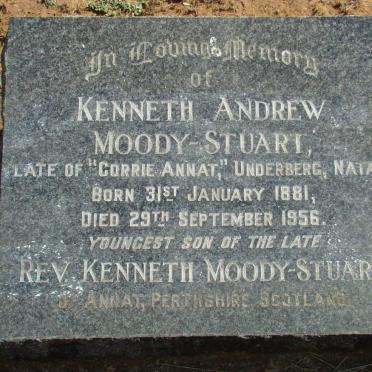 In Loving Memory
of
KENNETH ANDREW
MOODY-STUART,
LATE OF "CORRIE ANNAT," UNDERBERG, NATA
BORN 31ST JANUARY 1881,
DIED 29TH SEPTEMBER 1956.
YOUNGEST SON OF THE LATE
REV. KENNETH MOODY-STUAR
OF ANNAT, PERTHSHIRE SCOTLAND.